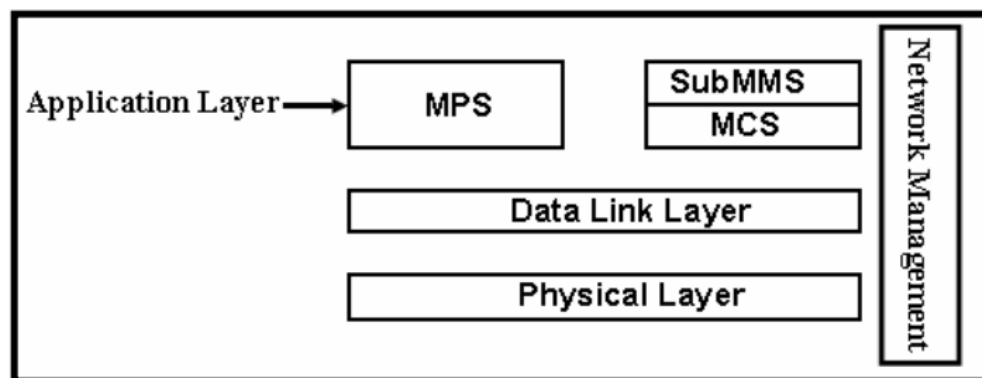 Application Layer
MPS
SubMMS
MCS
Data Link Layer
Physical Layer
Network Management